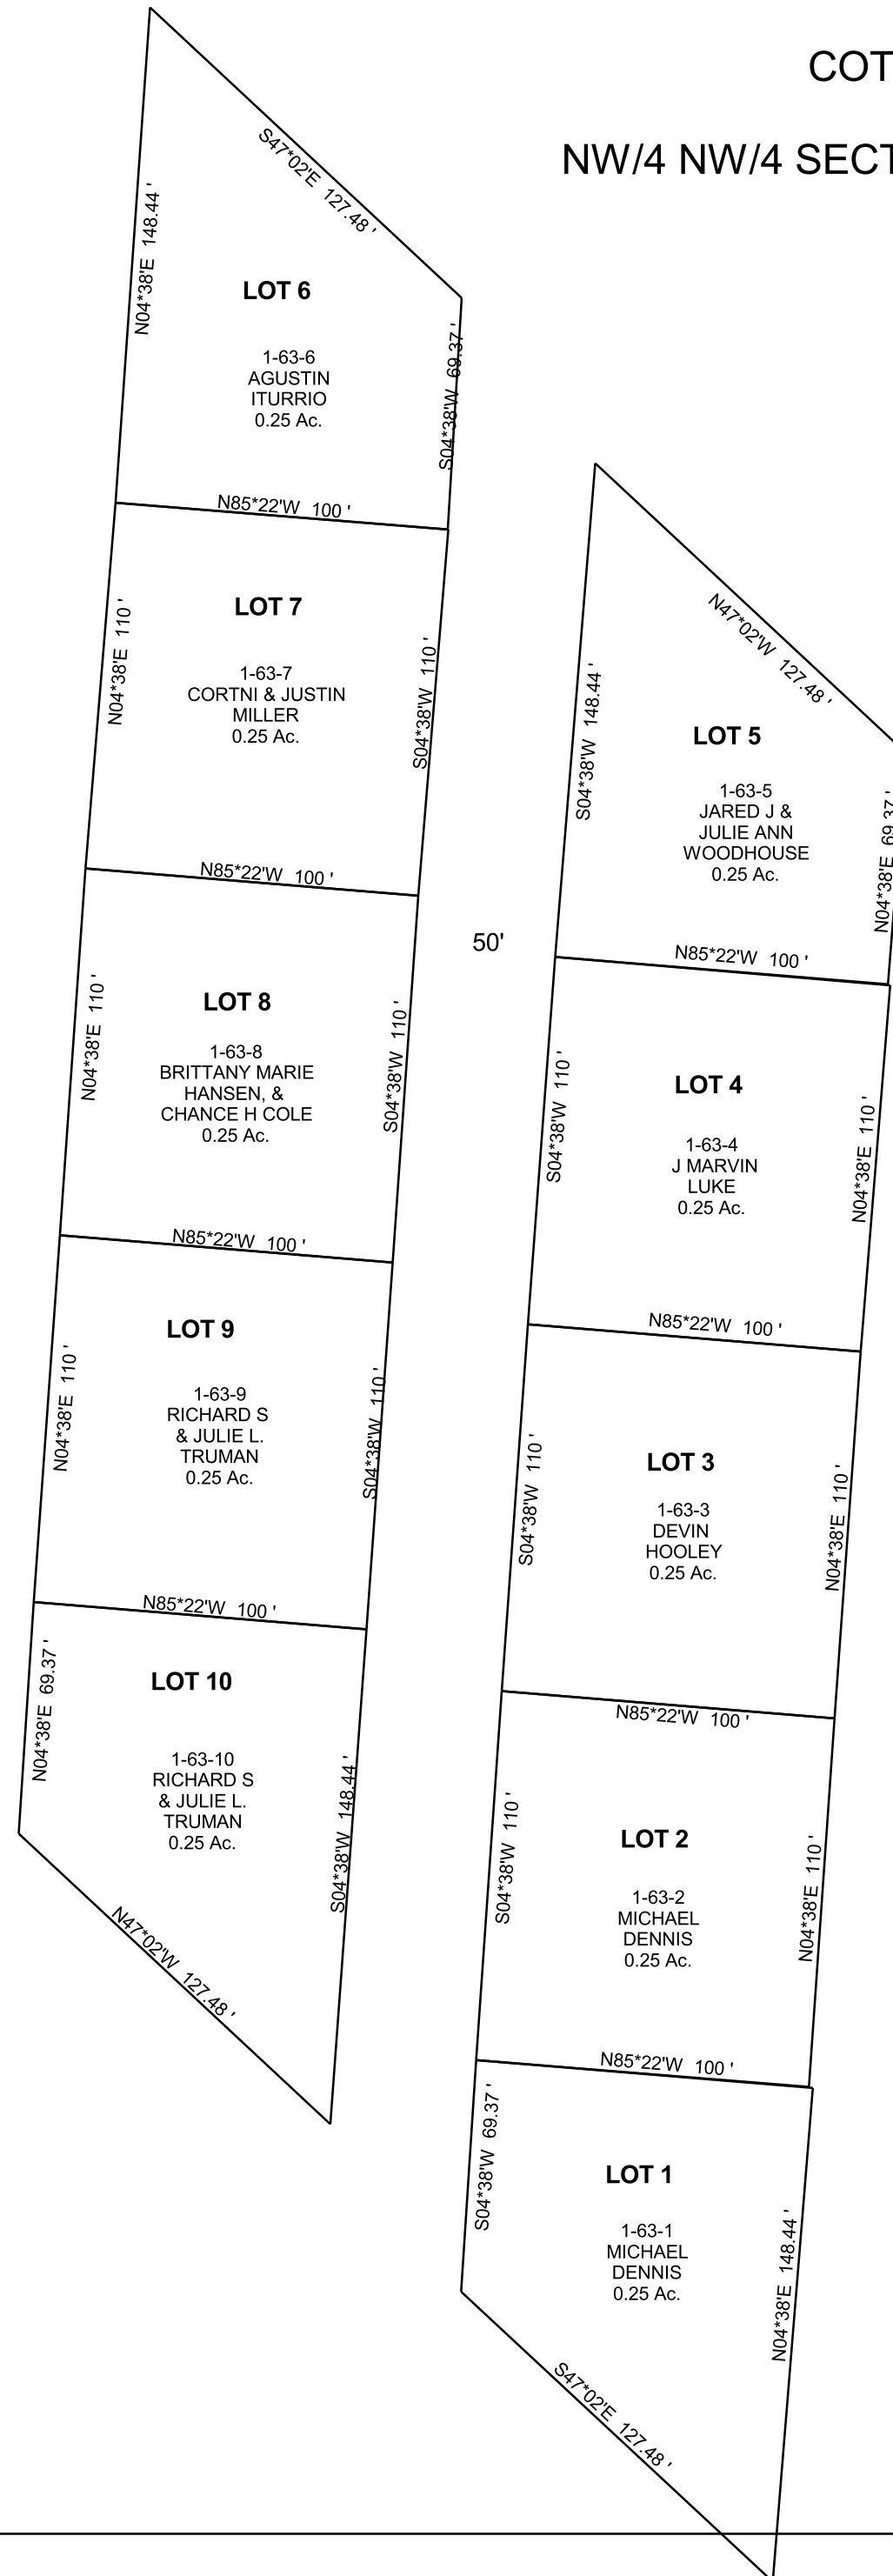 COT
NW/4 NW/4 SECT
S47*02'E 127.48 '
N04*38'E 148.44 '
LOT 6
1-63-6
AGUSTIN
ITURRIO
0.25 Ac.
S04*38'W 69.37 '
N85*22'W 100 '
LOT 7
N04*38'E 110 '
1-63-7
CORTNI & JUSTIN
MILLER
0.25 Ac.
S04*38'W 110 '
N85*22'W 100 '
LOT 8
N04*38'E 110 '
1-63-8
BRITTANY MARIE
HANSEN, &
CHANCE H COLE
0.25 Ac.
S04*38'W 110 '
N85*22'W 100 '
LOT 9
N04*38'E 110 '
1-63-9
RICHARD S
& JULIE L.
TRUMAN
0.25 Ac.
S04*38'W 110 '
N85*22'W 100 '
LOT 10
N04*38'E 69.37 '
1-63-10
RICHARD S
& JULIE L.
TRUMAN
0.25 Ac.
S04*38'W 148.44 '
N47*02'W 127.48 '
50'
N47*02'W 127.48 '
S04*38'W 148.44 '
LOT 5
1-63-5
JARED J &
JULIE ANN
WOODHOUSE
0.25 Ac.
N04*38'E 69.37 '
N85*22'W 100 '
LOT 4
S04*38'W 110 '
1-63-4
J MARVIN
LUKE
0.25 Ac.
N04*38'E 110 '
N85*22'W 100 '
LOT 3
S04*38'W 110 '
1-63-3
DEVIN
HOOLEY
0.25 Ac.
N04*38'E 110 '
N85*22'W 100 '
LOT 2
S04*38'W 110 '
1-63-2
MICHAEL
DENNIS
0.25 Ac.
N04*38'E 110 '
N85*22'W 100 '
S04*38'W 69.37 '
LOT 1
1-63-1
MICHAEL
DENNIS
0.25 Ac.
N04*38'E 148.44 '
S47*02'E 127.48 '